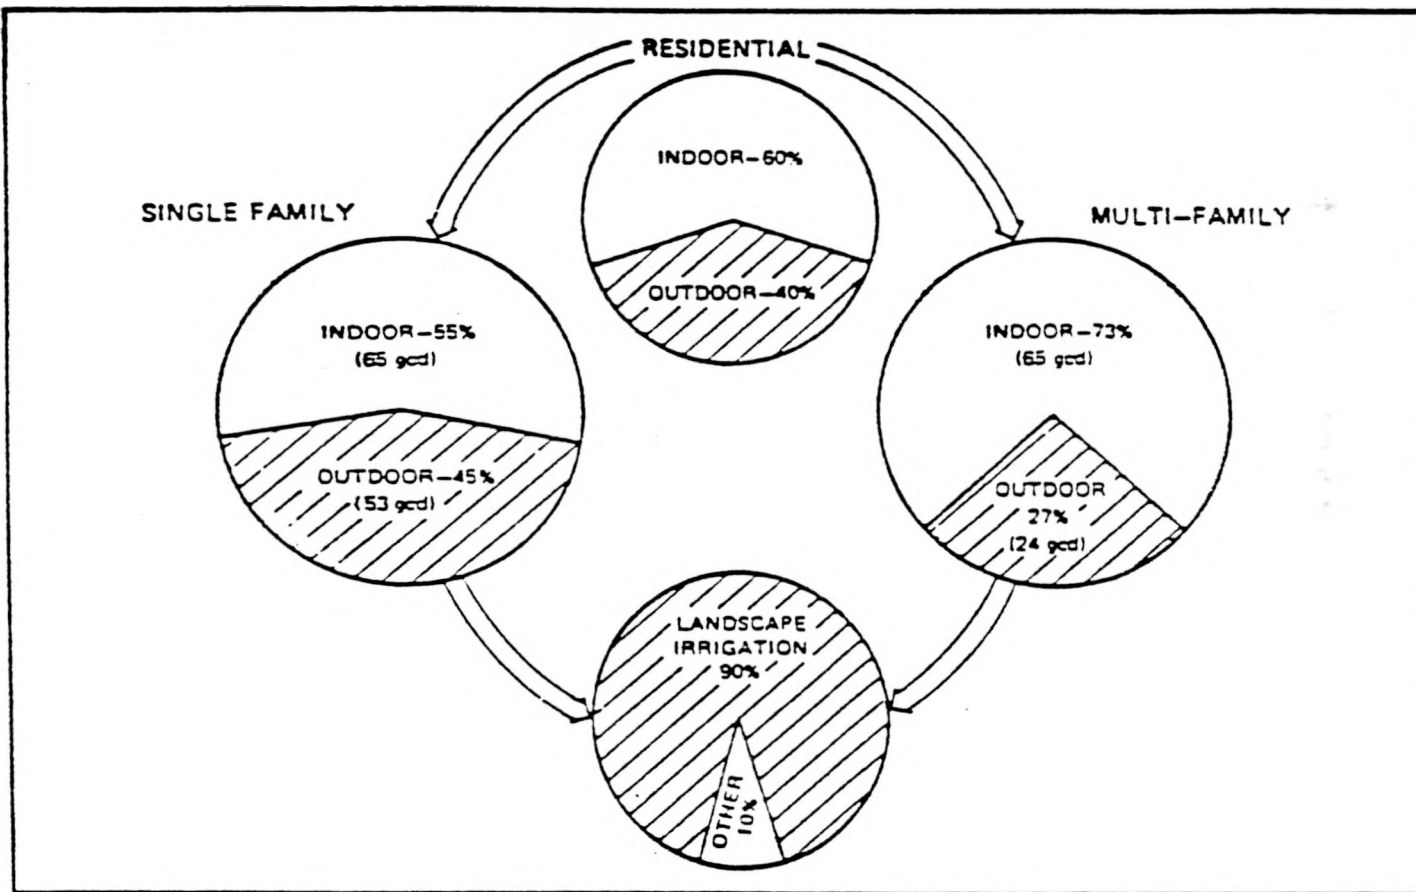 RESIDENTIAL
INDOOR—60%
OUTDOOR—40%
SINGLE FAMILY
INDOOR—55%
(65 gcd)
OUTDOOR—45%
(53 gcd)
MULTI—FAMILY
INDOOR—73%
(65 gcd)
OUTDOOR
27%
(24 gcd)
LANDSCAPE
IRRIGATION
90%
OTHER
10%